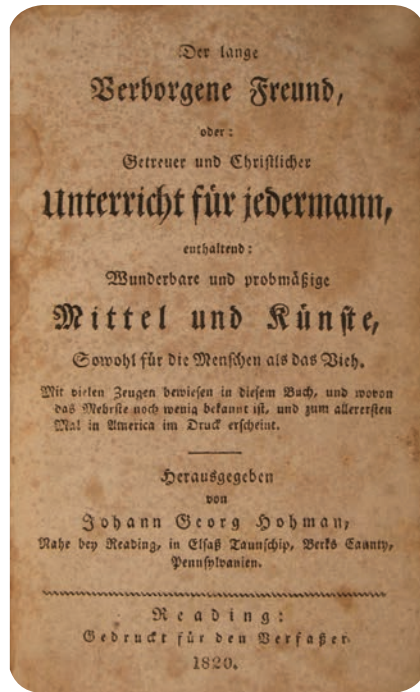 Der lange
Verborgene Freund,
oder:
Getreuer und Christlicher
Unterricht für jedermann,
enthaltend:
Wunderbare und probmäßige
Mittel und Künste,
Sowohl für die Menschen als das Vieh.
Mit vielen Zeugen bewiesen in diesem Buch, und wovon
das Mehrste noch wenig bekannt ist, und zum allerersten
Mal in America im Druck erscheint.
Herausgegeben
von
Johann Georg Hohman,
Nahe bey Reading, in Elsaß Taunschip, Berks Caunty,
Pennsylvanien.
Reading:
Gedruckt für den Verfaßer.
1820.